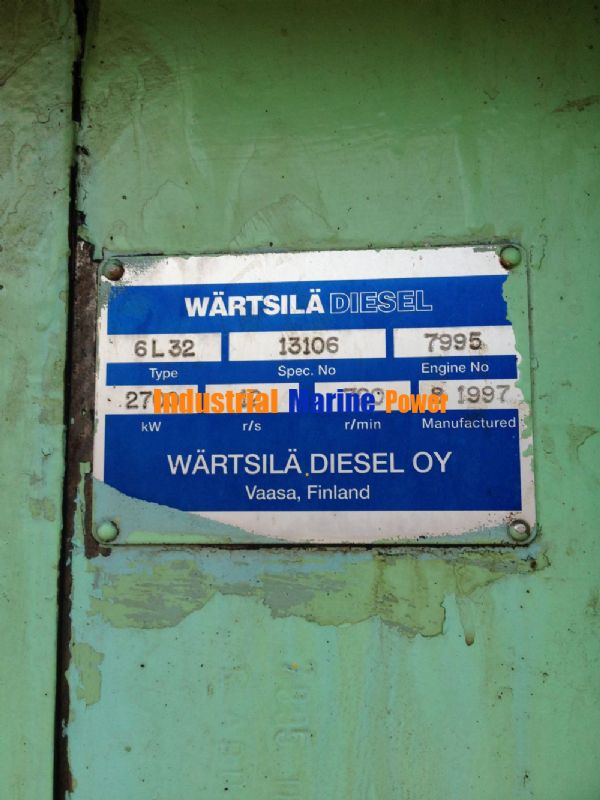 WÄRTSILÄ DIESEL
6L32 13106 7995
Type Spec. No Engine No
1997
Industrial Marine Power
kW r/s r/min Manufactured
WÄRTSILÄ DIESEL OY
Vaasa, Finland